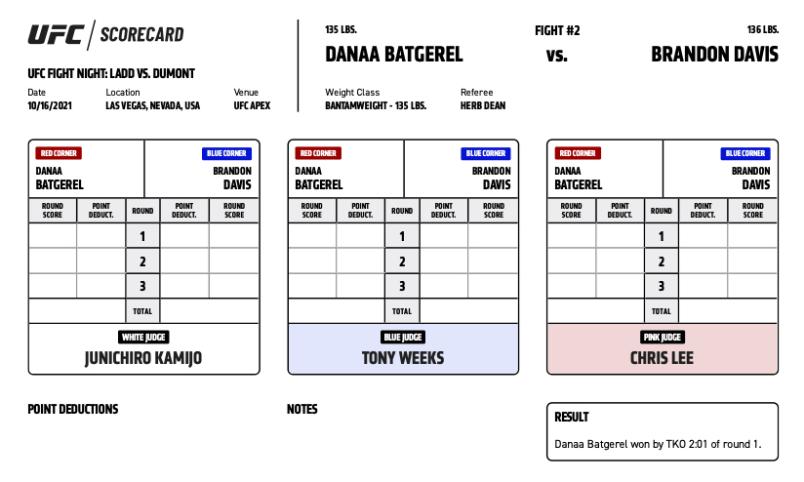 UFC / SCORECARD
UFC FIGHT NIGHT: LADD VS. DUMONT
Date Location Venue
10/16/2021 LAS VEGAS, NEVADA, USA UFC APEX
135 LBS. FIGHT #2 136 LBS.
DANAA BATGEREL VS. BRANDON DAVIS
Weight Class Referee
BANTAMWEIGHT - 135 LBS. HERB DEAN
RED CORNER BLUE CORNER
DANAA BRANDON
BATGEREL DAVIS
ROUND POINT ROUND POINT ROUND
SCORE DEDUCT. DEDUCT. SCORE
1
2
3
TOTAL
WHITE JUDGE
JUNICHIRO KAMIJO
RED CORNER BLUE CORNER
DANAA BRANDON
BATGEREL DAVIS
ROUND POINT ROUND POINT ROUND
SCORE DEDUCT. DEDUCT. SCORE
1
2
3
TOTAL
BLUE JUDGE
TONY WEEKS
RED CORNER BLUE CORNER
DANAA BRANDON
BATGEREL DAVIS
ROUND POINT ROUND POINT ROUND
SCORE DEDUCT. DEDUCT. SCORE
1
2
3
TOTAL
PINK JUDGE
CHRIS LEE
POINT DEDUCTIONS
NOTES
RESULT
Danaa Batgerel won by TKO 2:01 of round 1.